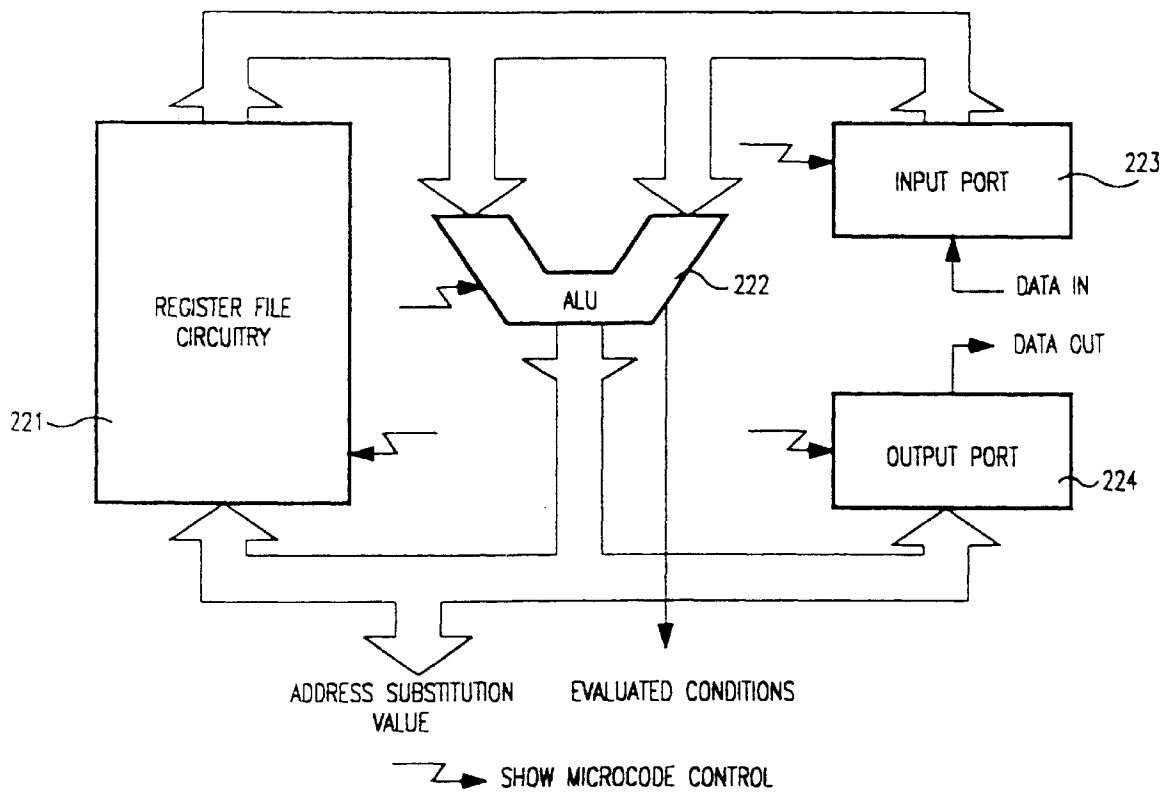 223
INPUT PORT
222
ALU
DATA IN
REGISTER FILE
CIRCUITRY
DATA OUT
221
OUTPUT PORT
224
ADDRESS SUBSTITUTION
VALUE
EVALUATED CONDITIONS
SHOW MICROCODE CONTROL